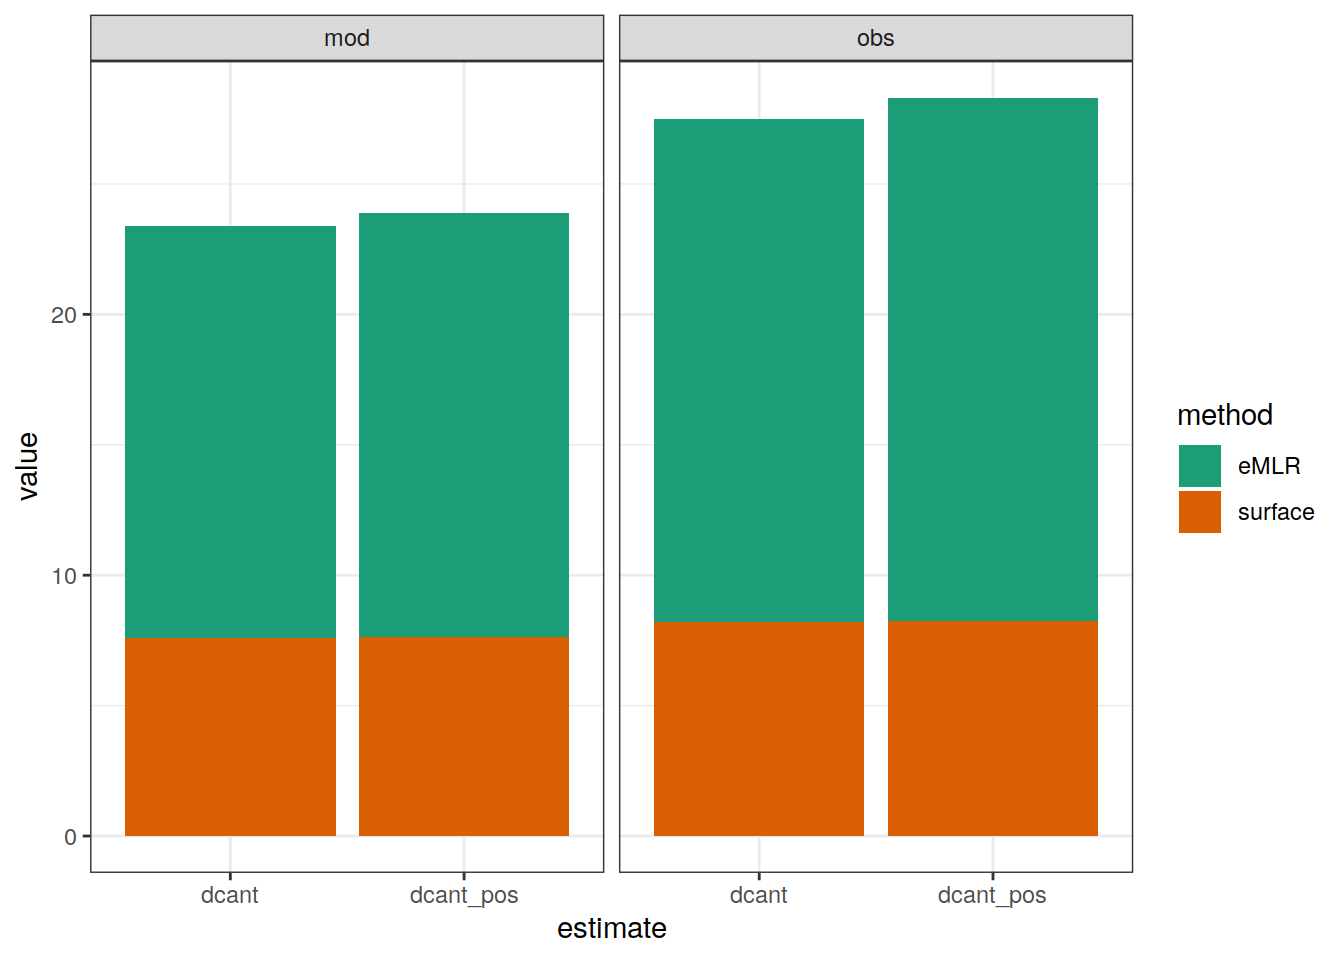 mod
obs
value
20
10
0
dcant
dcant_pos
dcant
dcant_pos
estimate
method
eMLR
surface